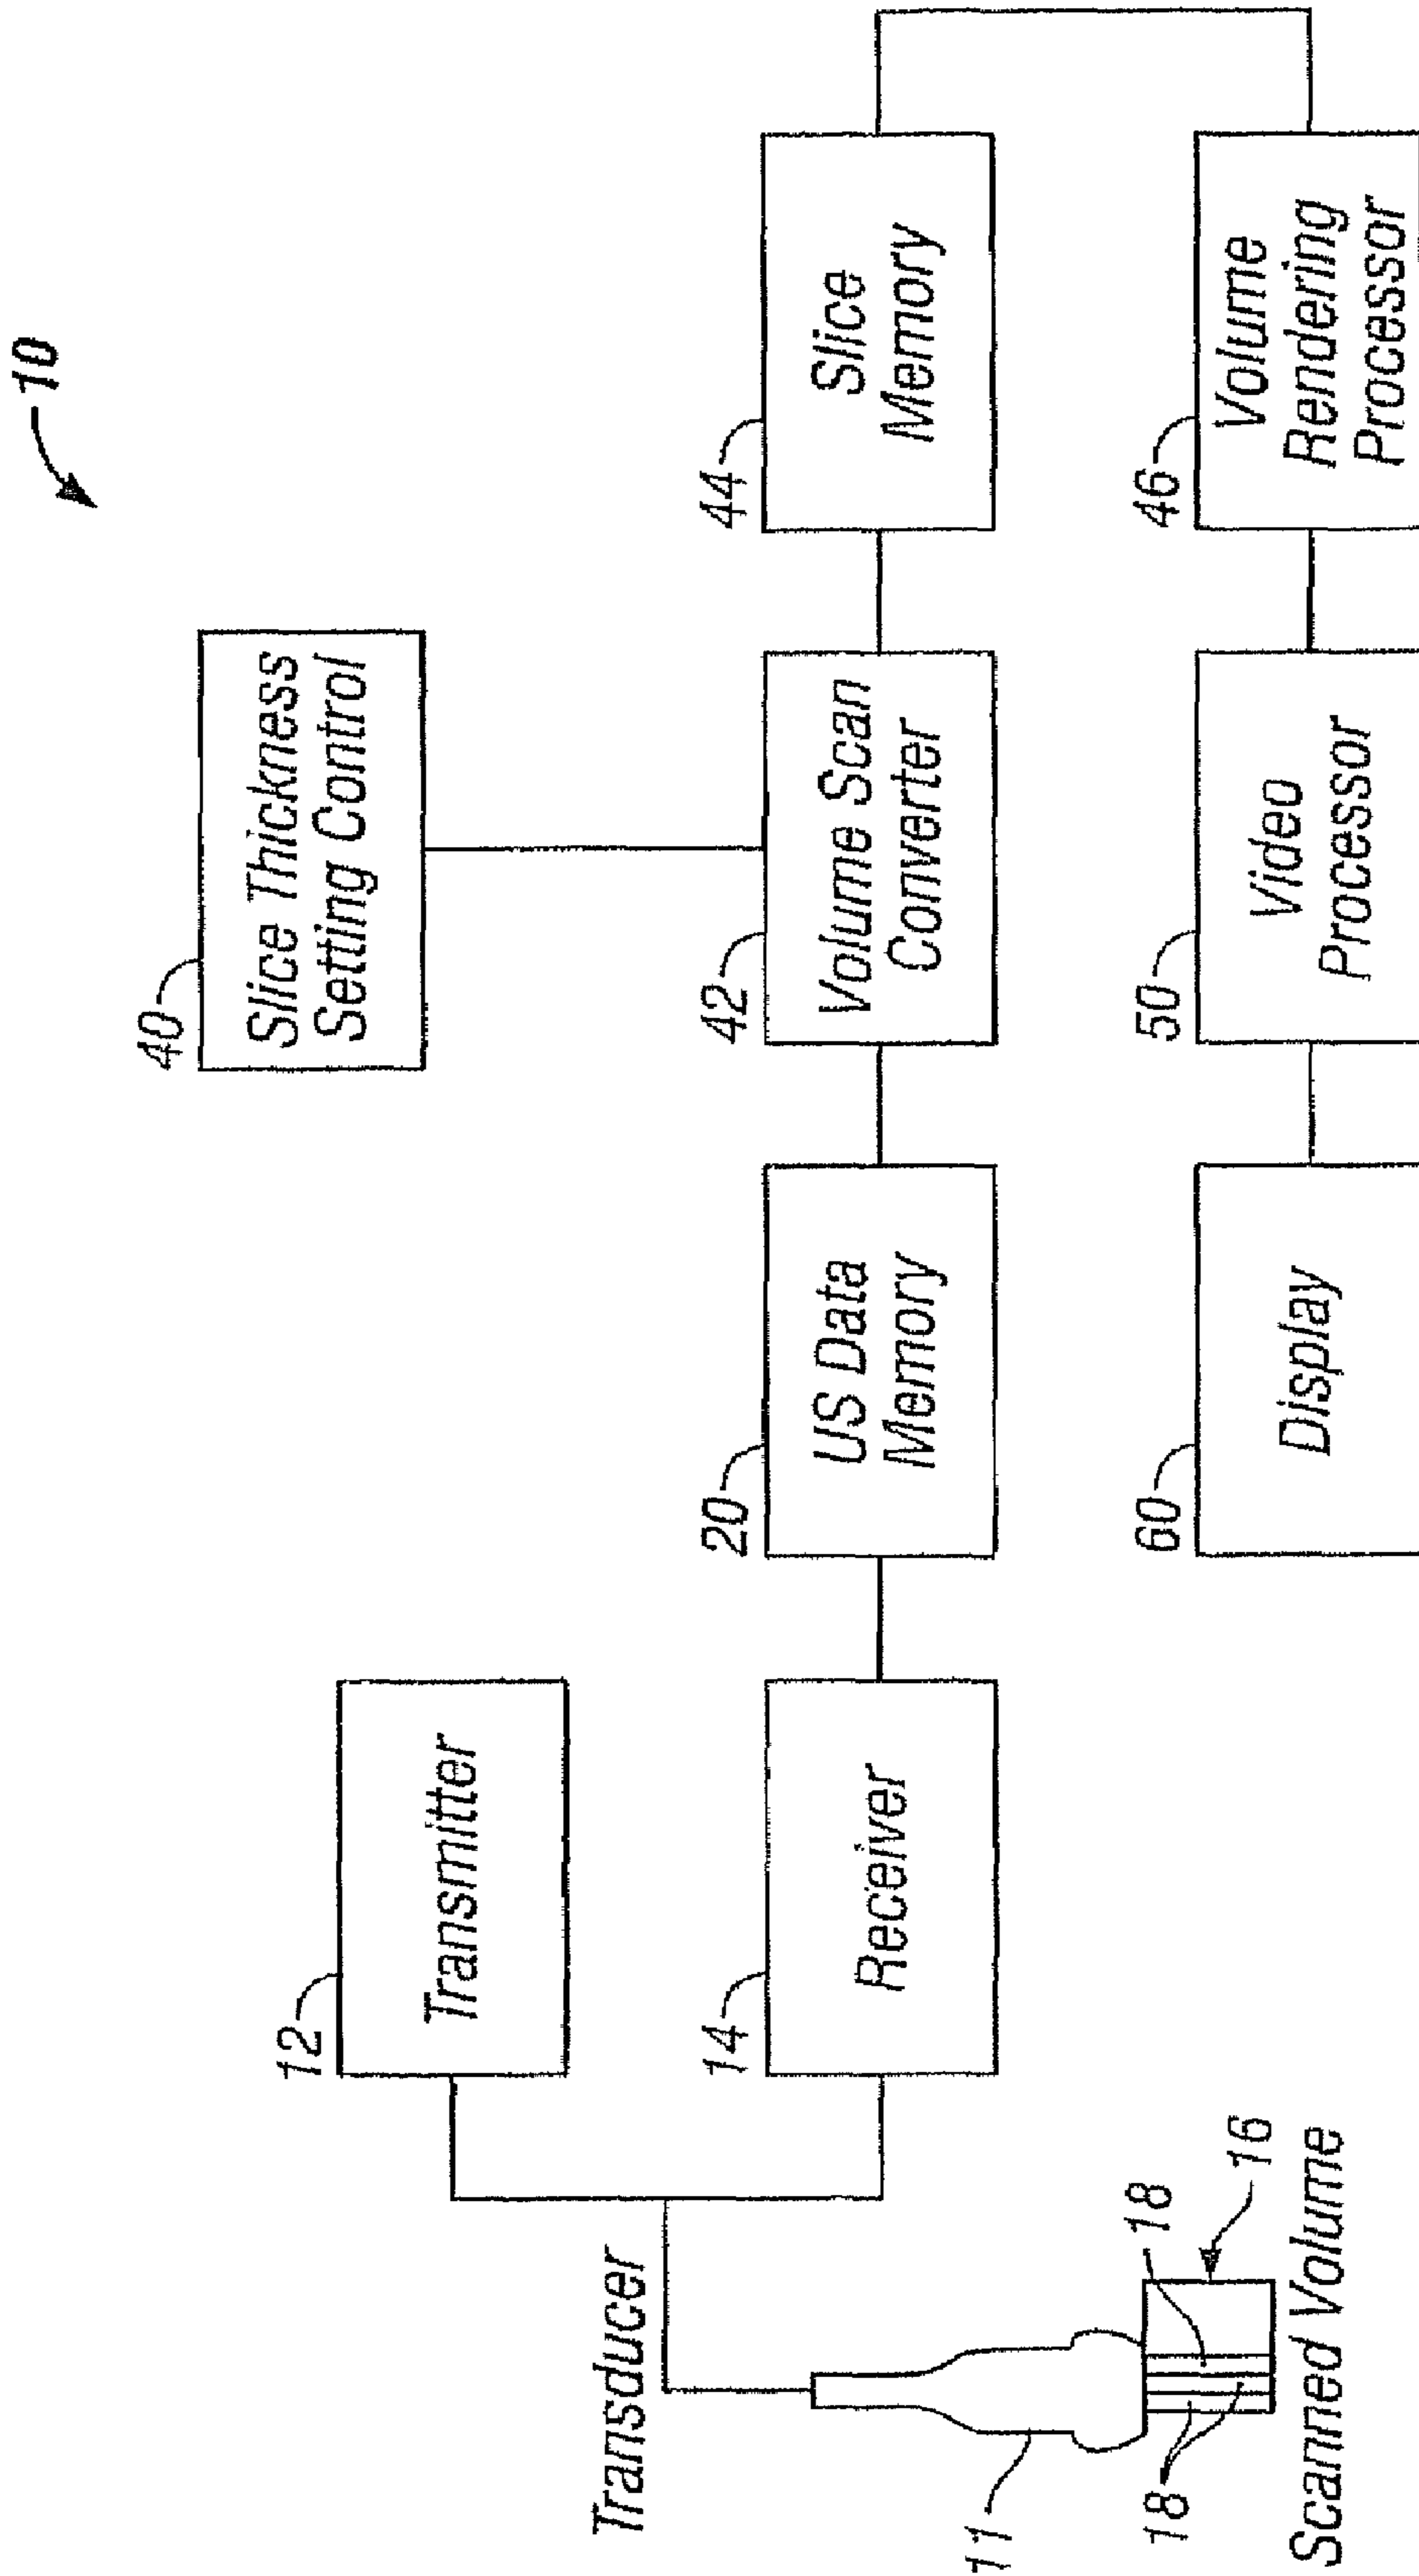 10
40
Slice Thickness
Setting Control
12
Transmitter
Transducer
14
Receiver
20
US Data
Memory
42
Volume Scan
Converter
44
Slice
Memory
11
18
18
16
Scanned Volume
60
Display
50
Video
Processor
46
Volume
Rendering
Processor